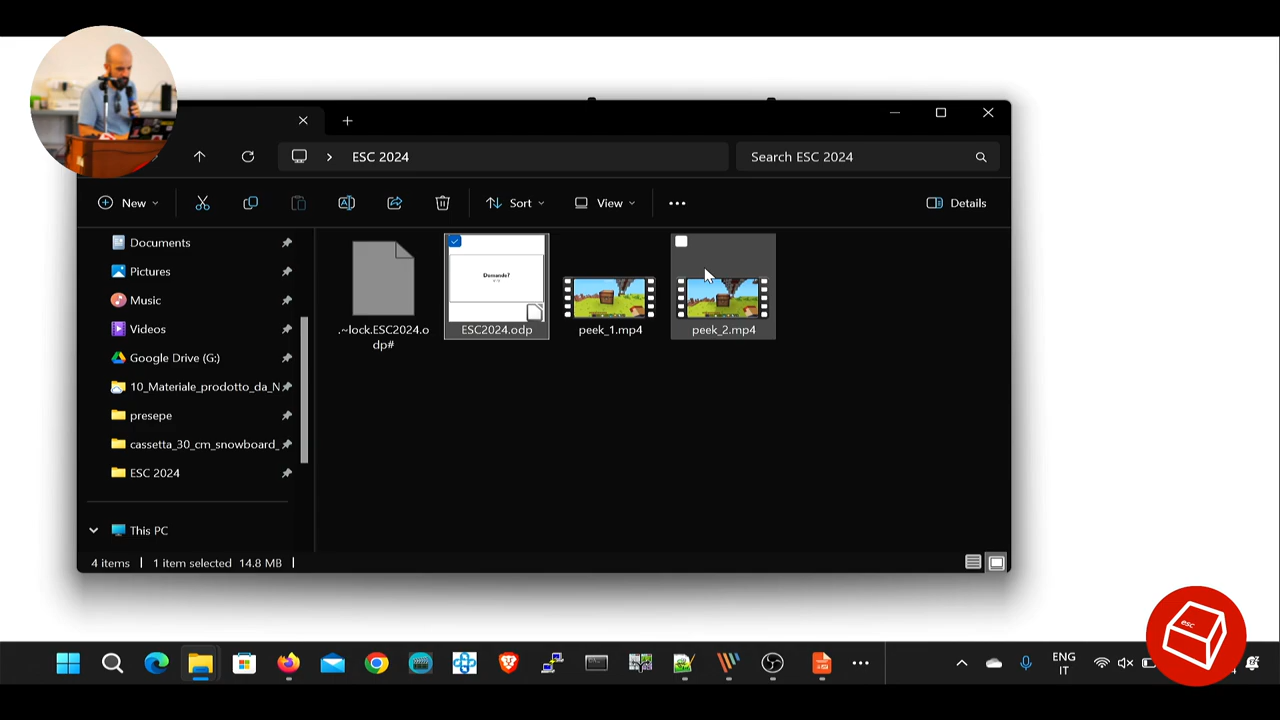 ESC 2024
Search ESC 2024
New
Sort
View
Details
Documents
Pictures
Music
Videos
Google Drive (G:)
10_Materiale_prodotto_da_N
presepe
cassetta_30_cm_snowboard_
ESC 2024
This PC
.~lock.ESC2024.o
dp#
Domande?
ESC2024.odp
peek_1.mp4
peek_2.mp4
4 items
1 item selected
14.8 MB
esc
ENG
IT